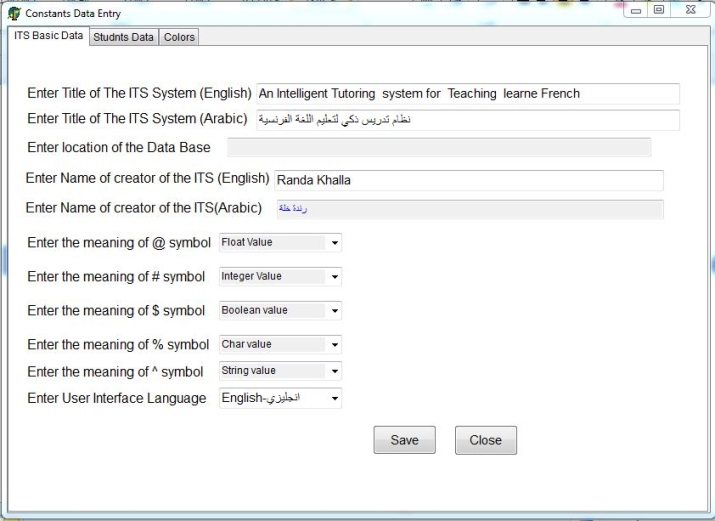 Constants Data Entry
ITS Basic Data Studnts Data Colors
Enter Title of The ITS System (English) An Intelligent Tutoring system for Teaching learne French
Enter Title of The ITS System (Arabic) نظام تدريس ذكي لتعليم اللغة الفرنسية
Enter location of the Data Base
Enter Name of creator of the ITS (English) Randa Khalla
Enter Name of creator of the ITS(Arabic) رندة خلة
Enter the meaning of @ symbol Float Value
Enter the meaning of # symbol Integer Value
Enter the meaning of $ symbol Boolean value
Enter the meaning of % symbol Char value
Enter the meaning of ^ symbol String value
Enter User Interface Language English-انجليزي
Save Close